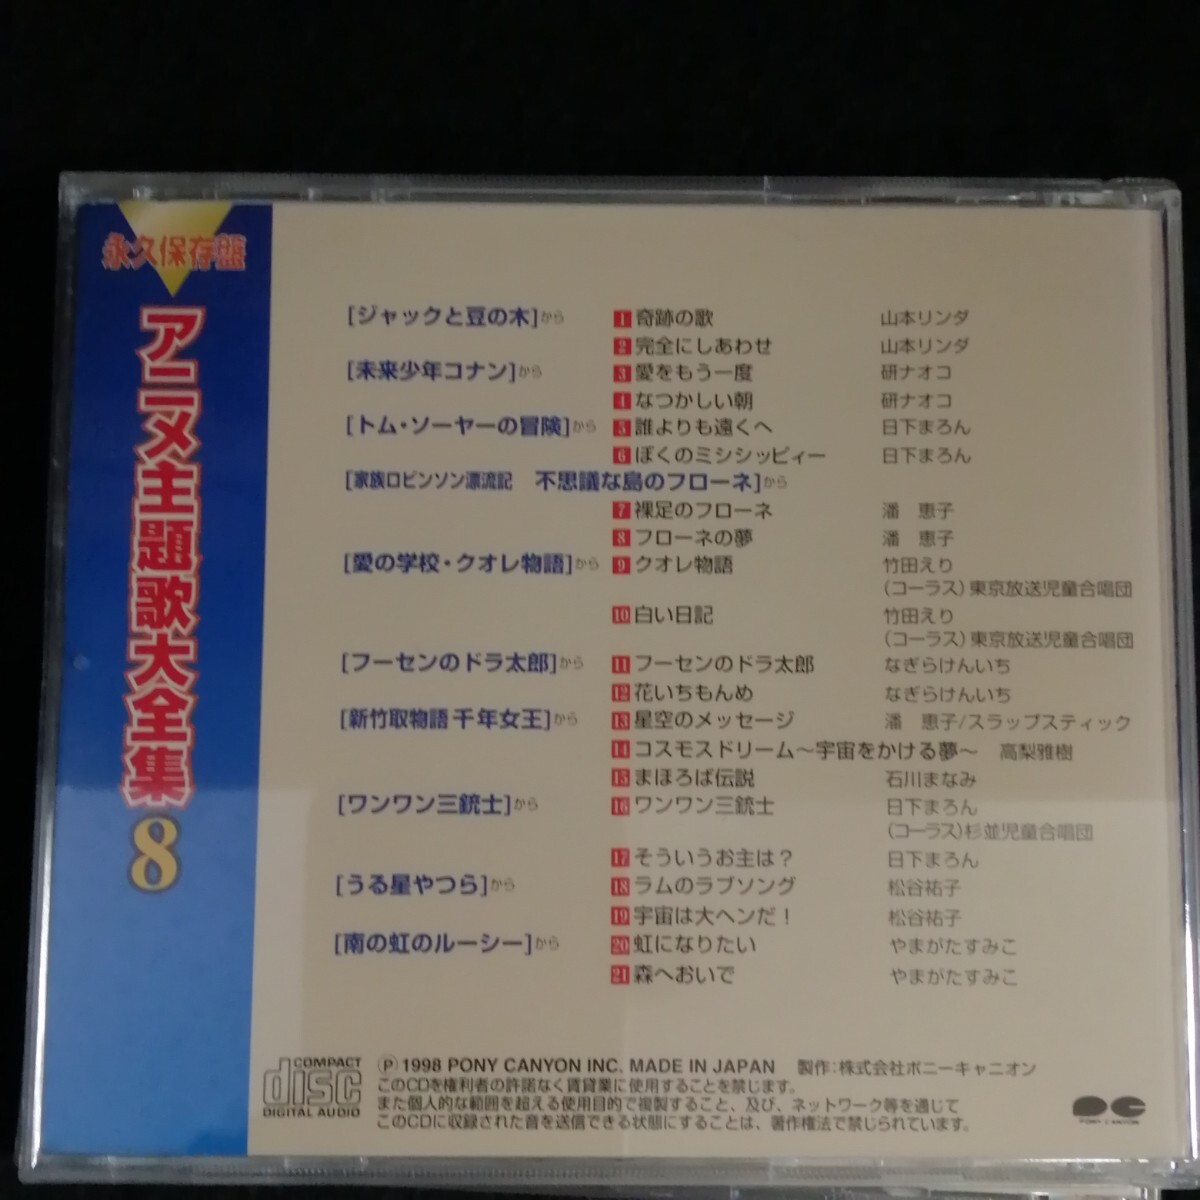 永久保存盤
アニメ主題歌大全集8
[ジャックと豆の木]から 1 奇跡の歌 山本リンダ
2 完全にしあわせ 山本リンダ
[未来少年コナン]から 3 愛をもう一度 研ナオコ
4 なつかしい朝 研ナオコ
[トム・ソーヤーの冒険]から 5 誰よりも遠くへ 日下まろん
6 ぼくのミシシッピィー 日下まろん
[家族ロビンソン漂流記 不思議な島のフローネ]から
7 裸足のフローネ 潘 恵子
8 フローネの夢 潘 恵子
[愛の学校・クオレ物語]から 9 クオレ物語 竹田えり
(コーラス)東京放送児童合唱団
10 白い日記 竹田えり
(コーラス)東京放送児童合唱団
[フーセンのドラ太郎]から 11 フーセンのドラ太郎 なぎらけんいち
12 花いちもんめ なぎらけんいち
[新竹取物語 千年女王]から 13 星空のメッセージ 潘 恵子/スラップスティック
14 コスモスドリーム〜宇宙をかける夢〜 高梨雅樹
15 まほろば伝説 石川まなみ
[ワンワン三銃士]から 16 ワンワン三銃士 日下まろん
(コーラス)杉並児童合唱団
17 そういうお主は? 日下まろん
[うる星やつら]から 18 ラムのラブソング 松谷祐子
19 宇宙は大ヘンだ! 松谷祐子
[南の虹のルーシー]から 20 虹になりたい やまがたすみこ
21 森へおいで やまがたすみこ
COMPACT disc DIGITAL AUDIO
Ⓟ 1998 PONY CANYON INC. MADE IN JAPAN 製作:株式会社ポニーキャニオン
このCDを権利者の許諾なく賃貸業に使用することを禁じます。
また個人的な範囲を超える使用目的で複製すること、及び、ネットワーク等を通じて
このCDに収録された音を送信できる状態にすることは、著作権法で禁じられています。
PONY CANYON